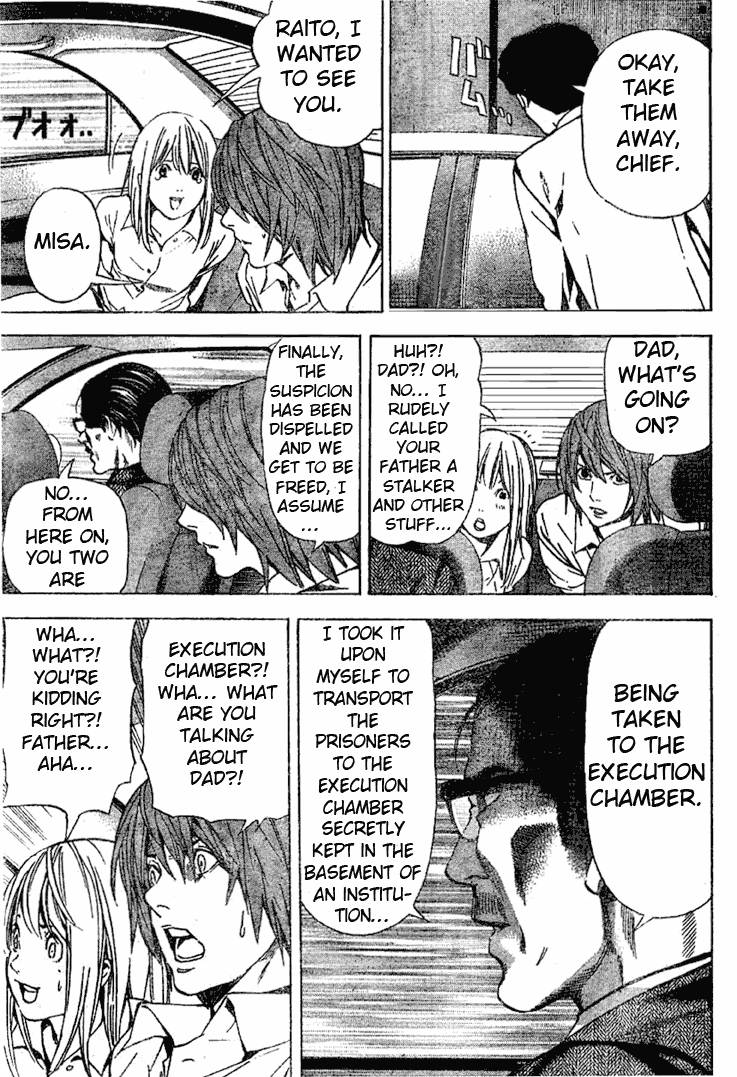 OKAY,
TAKE
THEM
AWAY,
CHIEF.
ガタ
ブオォ..
RAITO, I
WANTED
TO SEE
YOU.
MISA.
DAD,
WHAT'S
GOING
ON?
HUH?!
DAD?! OH,
NO... I
RUDELY
CALLED
YOUR
FATHER A
STALKER
AND OTHER
STUFF...
FINALLY,
THE
SUSPICION
HAS BEEN
DISPELLED
AND WE
GET TO BE
FREED, I
ASSUME
...
NO...
FROM
HERE ON,
YOU TWO
ARE
BEING
TAKEN
TO THE
EXECUTION
CHAMBER.
I TOOK IT
UPON
MYSELF TO
TRANSPORT
THE
PRISONERS
TO THE
EXECUTION
CHAMBER
SECRETLY
KEPT IN THE
BASEMENT OF
AN INSTITU-
TION...
EXECUTION
CHAMBER?!
WHA... WHAT
ARE YOU
TALKING
ABOUT
DAD?!
WHA...
WHAT?!
YOU'RE
KIDDING
RIGHT?!
FATHER...
AHA...